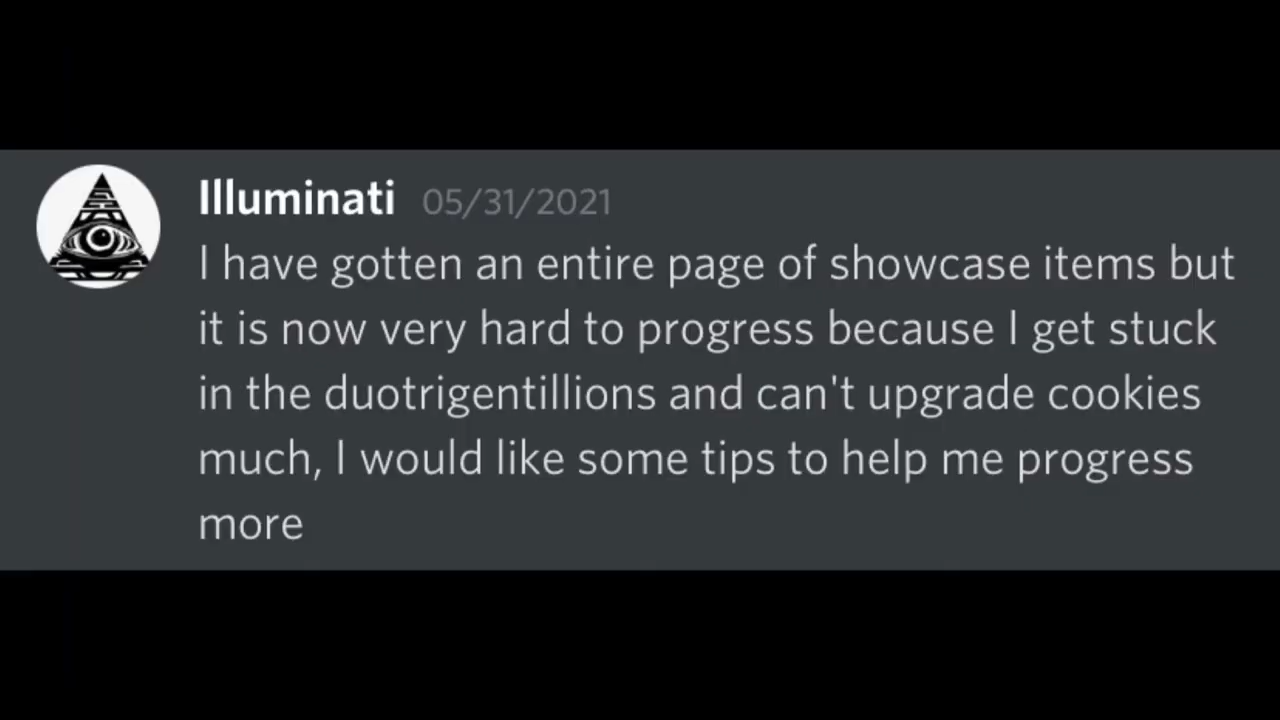 Illuminati 05/31/2021
I have gotten an entire page of showcase items but
it is now very hard to progress because I get stuck
in the duotrigentillions and can't upgrade cookies
much, I would like some tips to help me progress
more